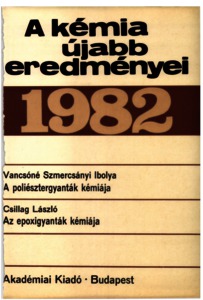 A kémia
újabb
eredményei
1982
Vancsóné Szmercsányi Ibolya
A poliésztergyanták kémiája
Csillag László
Az epoxigyanták kémiája
Akadémiai Kiadó · Budapest